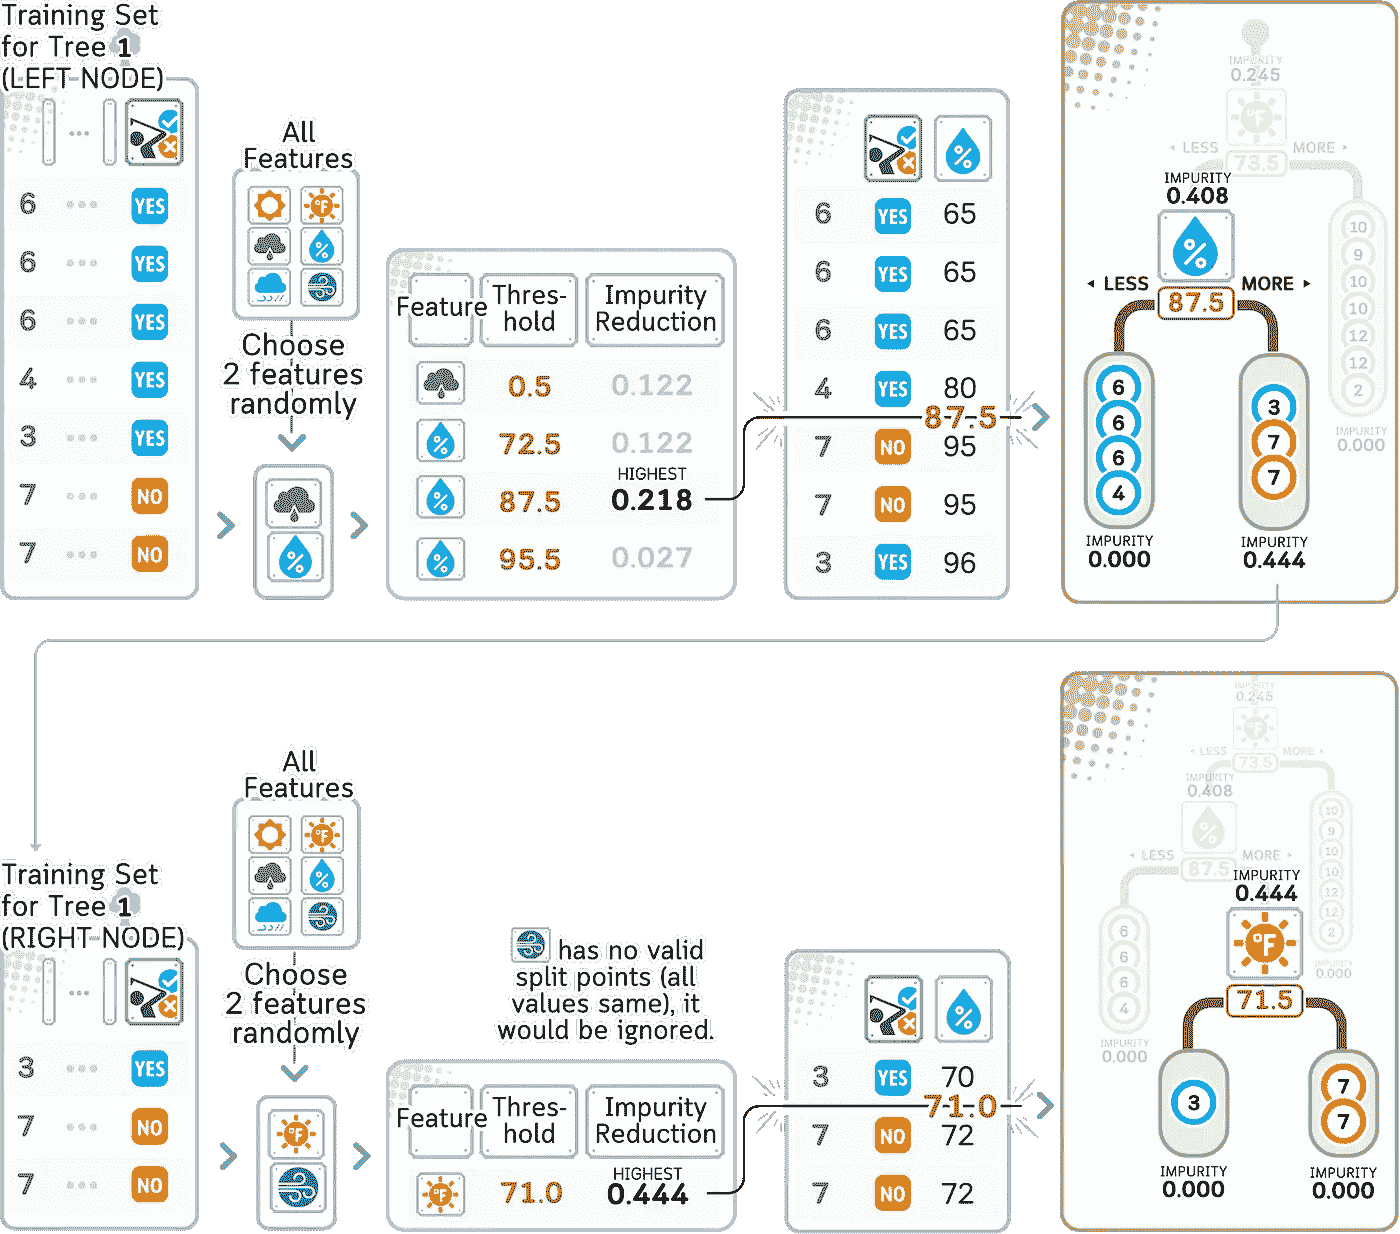 Training Set
for Tree 1
(LEFT NODE)
...
6 ... YES
6 ... YES
6 ... YES
4 ... YES
3 ... YES
7 ... NO
7 ... NO
All
Features
°F
%
Choose
2 features
randomly
%
Feature
Thres-
hold
Impurity
Reduction
0.5 0.122
% 72.5 0.122
HIGHEST
% 87.5 0.218
% 95.5 0.027
%
6 YES 65
6 YES 65
6 YES 65
4 YES 80
87.5
7 NO 95
7 NO 95
3 YES 96
IMPURITY
0.245
°F
LESS MORE
73.5
IMPURITY
0.408
%
LESS MORE
87.5
6
6
6
4
IMPURITY
0.000
3
7
7
IMPURITY
0.444
10
9
10
10
12
12
2
IMPURITY
0.000
Training Set
for Tree 1
(RIGHT NODE)
...
3 ... YES
7 ... NO
7 ... NO
All
Features
°F
%
Choose
2 features
randomly
°F
has no valid
split points (all
values same), it
would be ignored.
Feature
Thres-
hold
Impurity
Reduction
HIGHEST
°F 71.0 0.444
%
3 YES 70
71.0
7 NO 72
7 NO 72
IMPURITY
0.245
°F
LESS MORE
73.5
IMPURITY
0.408
%
LESS MORE
87.5
IMPURITY
0.444
°F
71.5
6
6
6
4
IMPURITY
0.000
10
9
10
10
12
12
2
IMPURITY
0.000
3
IMPURITY
0.000
7
7
IMPURITY
0.000